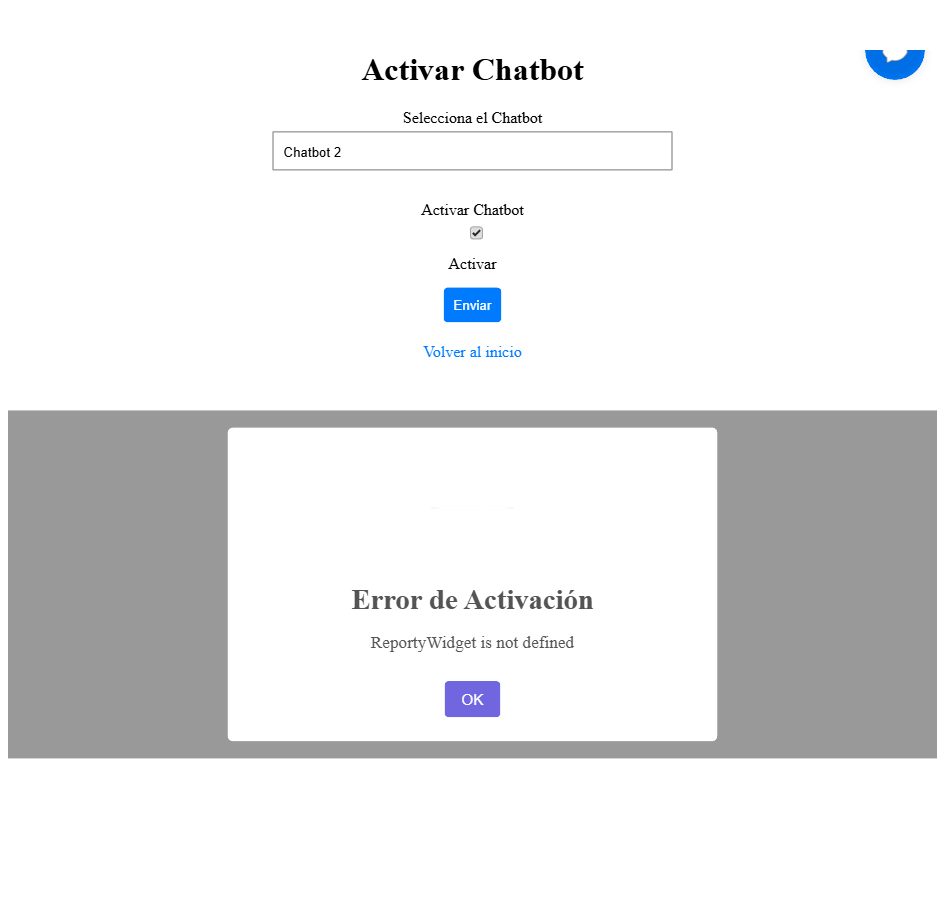 Activar Chatbot
Selecciona el Chatbot
Chatbot 2
Activar Chatbot
Activar
Enviar
Volver al inicio
Error de Activación
ReportyWidget is not defined
OK